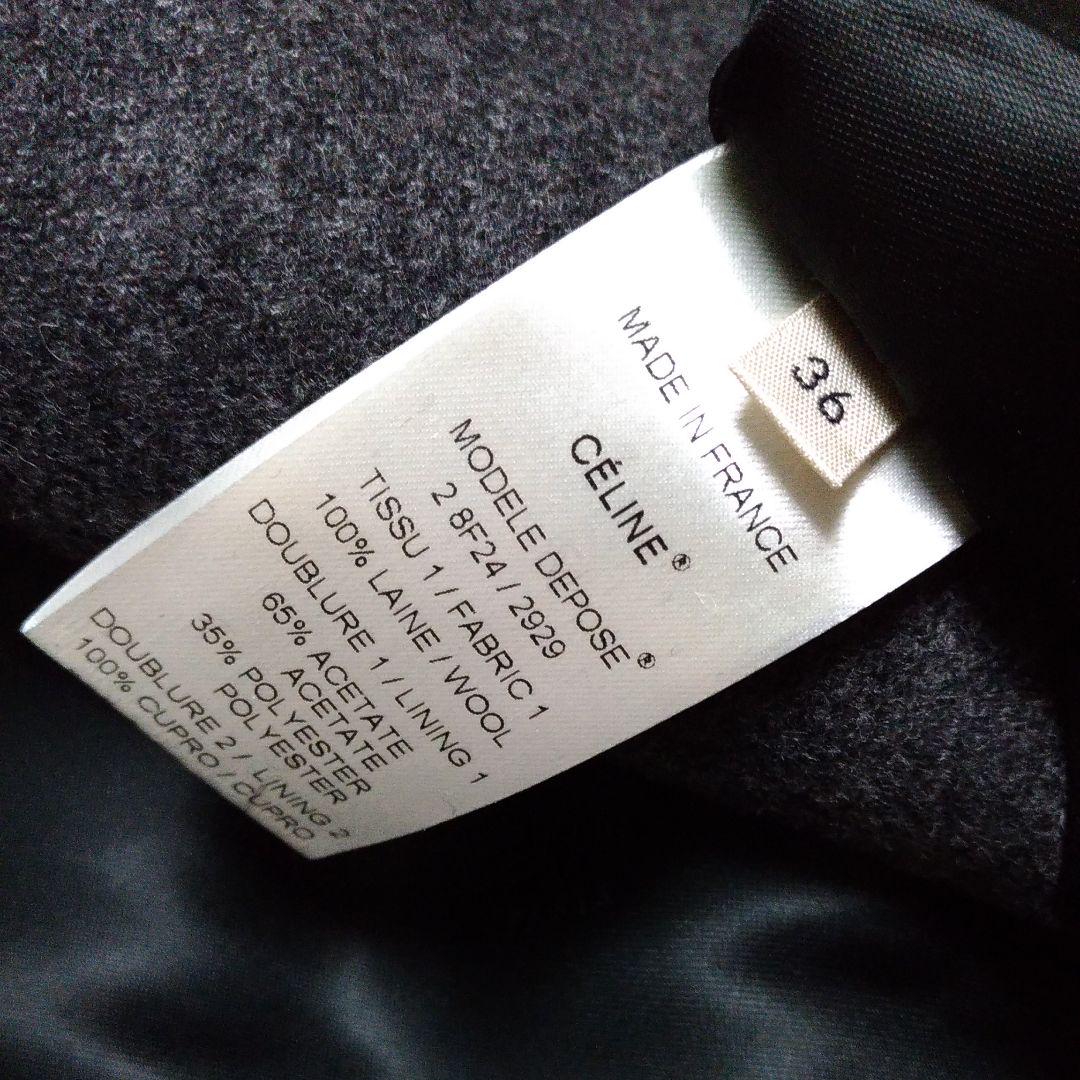 36
MADE IN FRANCE
CÉLINE ®
MODELE DEPOSE ®
2 8F24 / 2929
TISSU 1 / FABRIC 1
100% LAINE / WOOL
DOUBLURE 1 / LINING 1
65% ACETATE
ACETATE
35% POLYESTER
POLYESTER
DOUBLURE 2 / LINING 2
100% CUPRO / CUPRO